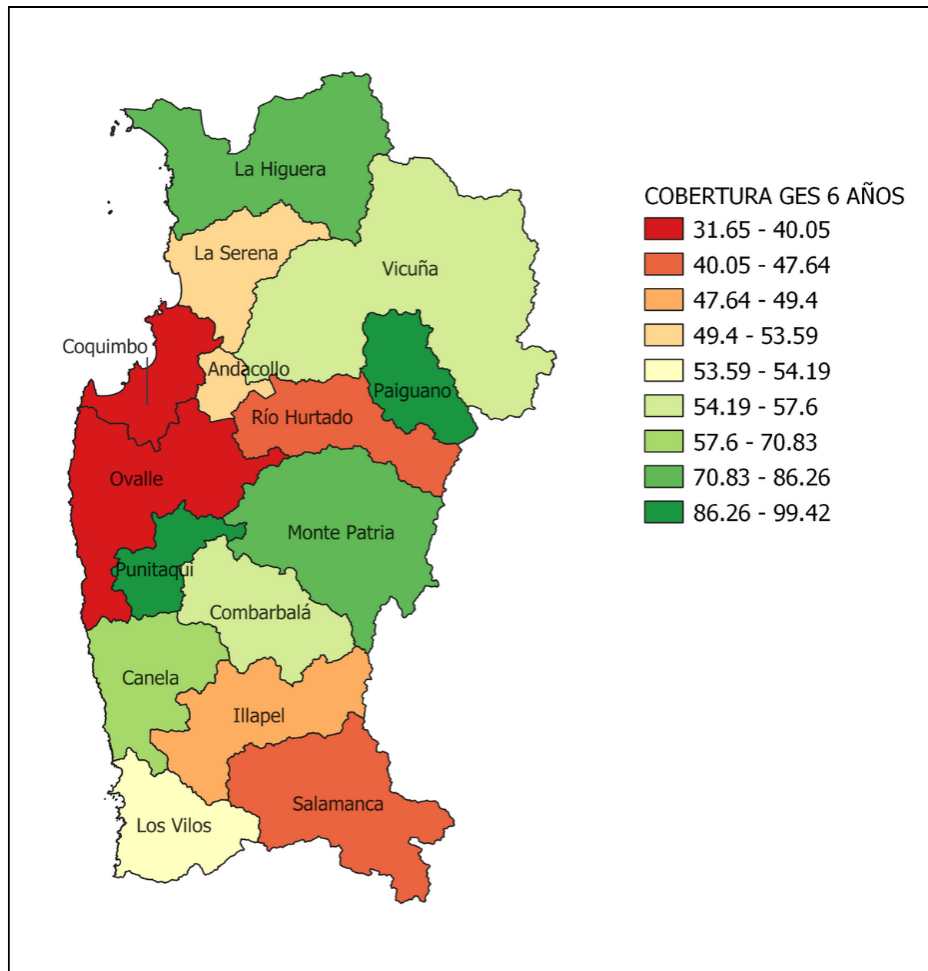 La Higuera
La Serena
Vicuña
Coquimbo
Andacollo
Paiguano
Río Hurtado
Ovalle
Monte Patria
Punitaqui
Combarbalá
Canela
Illapel
Salamanca
Los Vilos
COBERTURA GES 6 AÑOS
31.65 - 40.05
40.05 - 47.64
47.64 - 49.4
49.4 - 53.59
53.59 - 54.19
54.19 - 57.6
57.6 - 70.83
70.83 - 86.26
86.26 - 99.42